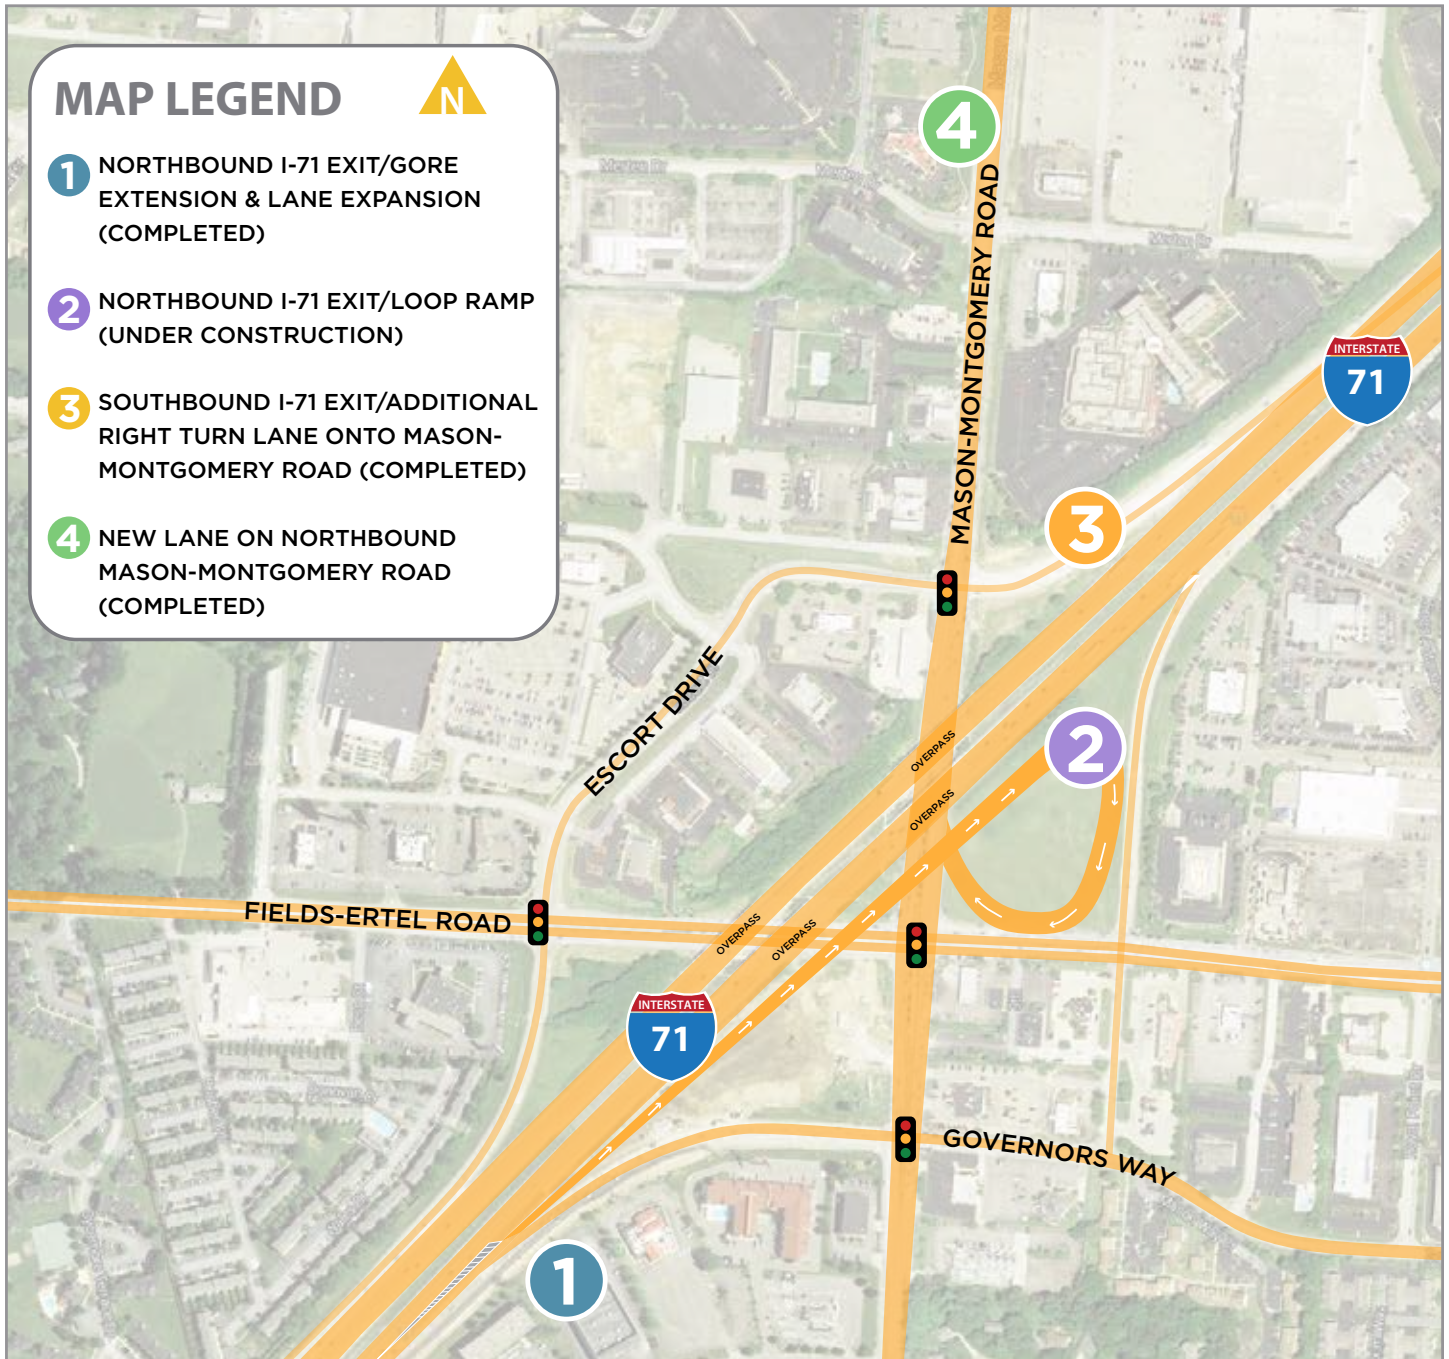 MAP LEGEND
N
1 NORTHBOUND I-71 EXIT/GORE
EXTENSION & LANE EXPANSION
(COMPLETED)
2 NORTHBOUND I-71 EXIT/LOOP RAMP
(UNDER CONSTRUCTION)
3 SOUTHBOUND I-71 EXIT/ADDITIONAL
RIGHT TURN LANE ONTO MASON-
MONTGOMERY ROAD (COMPLETED)
4 NEW LANE ON NORTHBOUND
MASON-MONTGOMERY ROAD
(COMPLETED)
4
MASON-MONTGOMERY ROAD
INTERSTATE
71
3
ESCORT DRIVE
OVERPASS
2
OVERPASS
FIELDS-ERTEL ROAD
OVERPASS
OVERPASS
INTERSTATE
71
GOVERNORS WAY
1